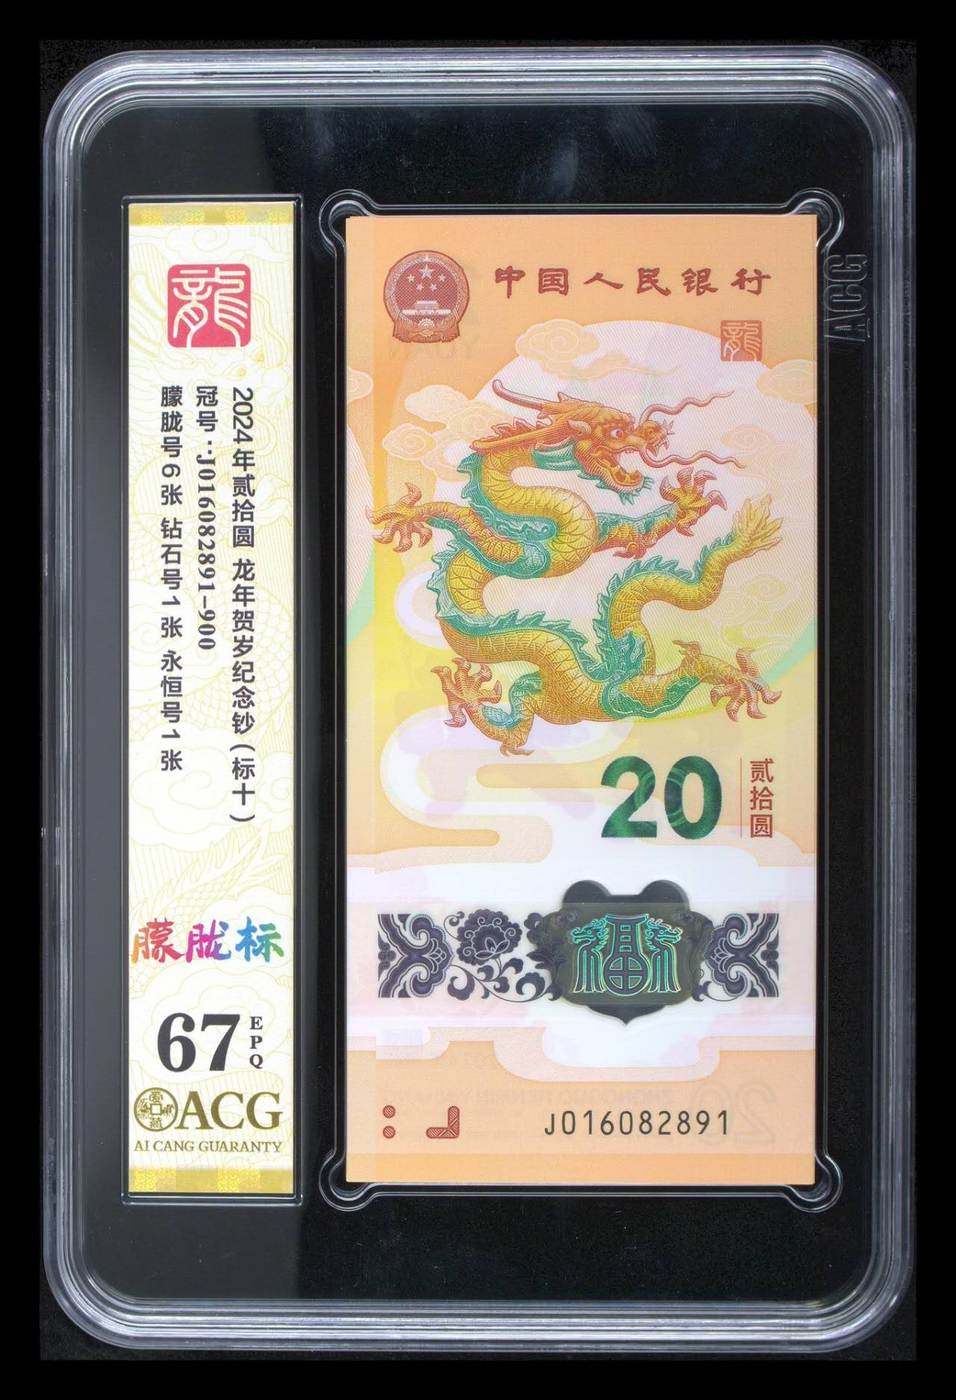 龍
2024年贰拾圆 龙年贺岁纪念钞(标十)
冠号:J016082891-900
朦胧号6张 钻石号1张 永恒号1张
朦胧标
67
EPQ
ACG
AI CANG GUARANTY
中国人民银行
龍
20
贰拾圆
福
J016082891
ACG